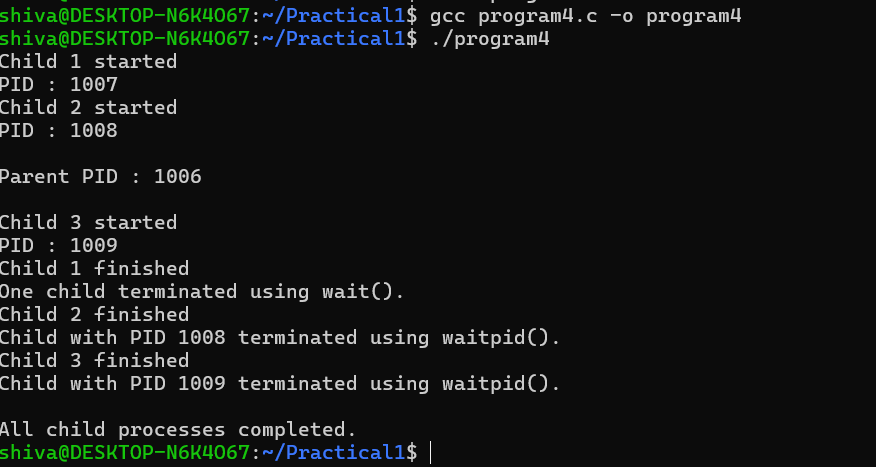 shiva@DESKTOP-N6K4O67:~/Practical1$ gcc program4.c -o program4
shiva@DESKTOP-N6K4O67:~/Practical1$ ./program4
Child 1 started
PID : 1007
Child 2 started
PID : 1008
Parent PID : 1006
Child 3 started
PID : 1009
Child 1 finished
One child terminated using wait().
Child 2 finished
Child with PID 1008 terminated using waitpid().
Child 3 finished
Child with PID 1009 terminated using waitpid().
All child processes completed.
shiva@DESKTOP-N6K4O67:~/Practical1$